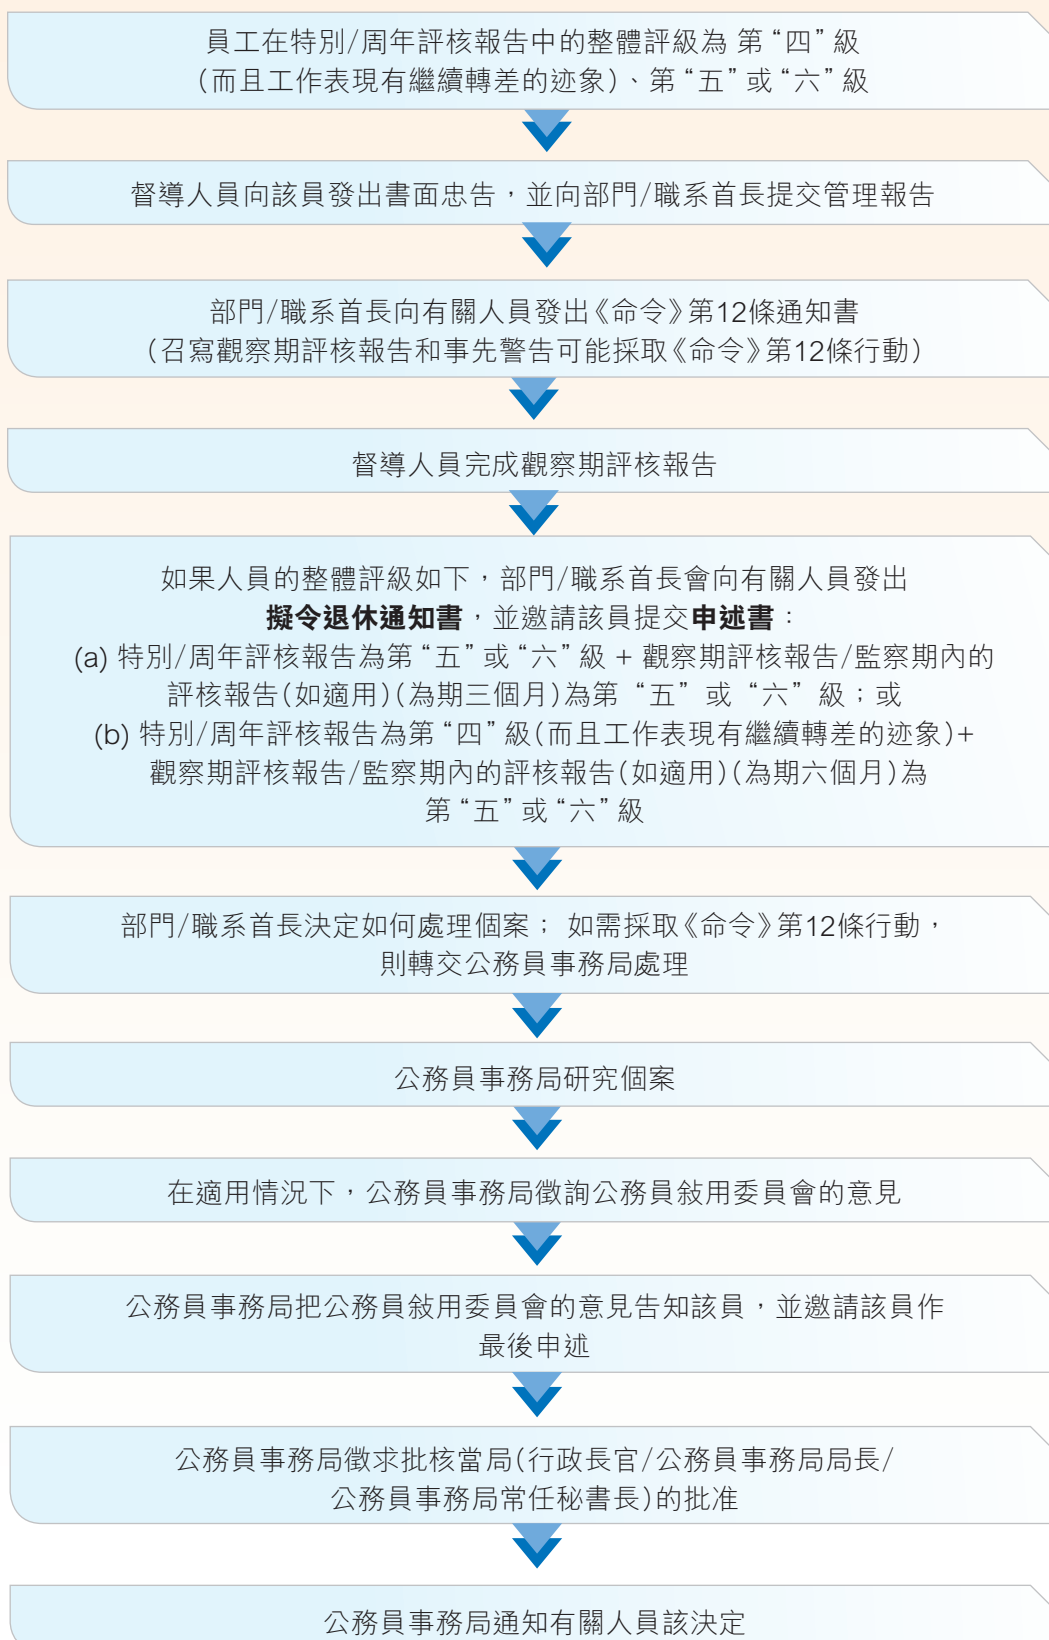 員工在特別/周年評核報告中的整體評級為 第“四”級
(而且工作表現有繼續轉差的迹象)、第“五”或“六”級
督導人員向該員發出書面忠告，並向部門/職系首長提交管理報告
部門/職系首長向有關人員發出《命令》第12條通知書
(召寫觀察期評核報告和事先警告可能採取《命令》第12條行動)
督導人員完成觀察期評核報告
如果人員的整體評級如下，部門/職系首長會向有關人員發出
擬令退休通知書，並邀請該員提交申述書：
(a) 特別/周年評核報告為第“五”或“六”級 + 觀察期評核報告/監察期內的
評核報告(如適用)(為期三個月)為第 “五” 或 “六” 級；或
(b) 特別/周年評核報告為第“四”級(而且工作表現有繼續轉差的迹象)+
觀察期評核報告/監察期內的評核報告(如適用)(為期六個月)為
第“五”或“六”級
部門/職系首長決定如何處理個案； 如需採取《命令》第12條行動，
則轉交公務員事務局處理
公務員事務局研究個案
在適用情況下，公務員事務局徵詢公務員敍用委員會的意見
公務員事務局把公務員敍用委員會的意見告知該員，並邀請該員作
最後申述
公務員事務局徵求批核當局(行政長官/公務員事務局局長/
公務員事務局常任秘書長)的批准
公務員事務局通知有關人員該決定